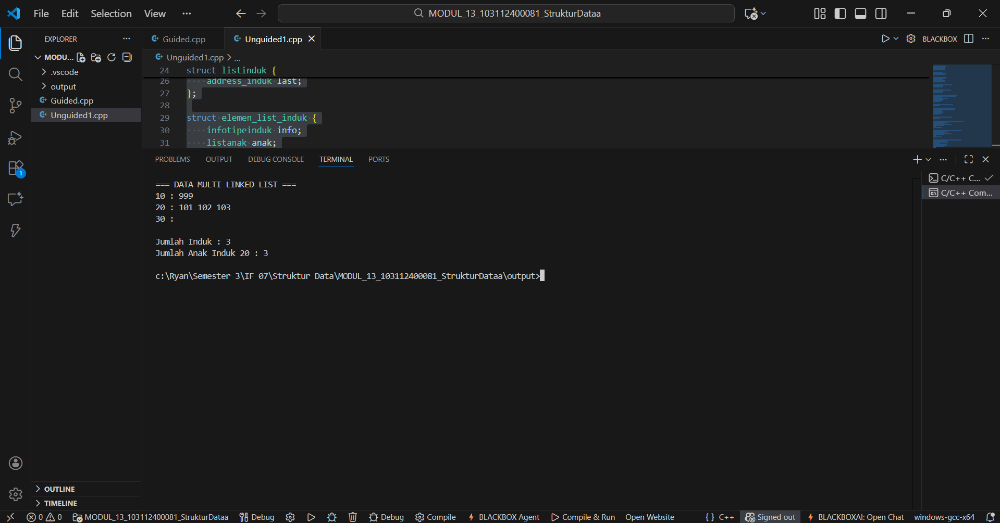 File Edit Selection View ··· MODUL_13_103112400081_StrukturDataa
EXPLORER ···
MODU...
.vscode
output
Guided.cpp
Unguided1.cpp
Guided.cpp Unguided1.cpp BLACKBOX ···
Unguided1.cpp > ...
24 struct listinduk {
26 ····address_induk·last;
27 };
28
29 struct·elemen_list_induk·{
30 ····infotipeinduk·info;
31 ····listanak·anak;
PROBLEMS OUTPUT DEBUG CONSOLE TERMINAL PORTS ···
C/C++ C...
C/C++ Com...
=== DATA MULTI LINKED LIST ===
10 : 999
20 : 101 102 103
30 :
Jumlah Induk : 3
Jumlah Anak Induk 20 : 3
c:\Ryan\Semester 3\IF 07\Struktur Data\MODUL_13_103112400081_StrukturDataa\output>
1
OUTLINE
TIMELINE
0 0 MODUL_13_103112400081_StrukturDataa Debug Debug Compile BLACKBOX Agent Compile & Run Open Website { } C++ Signed out BLACKBOXAI: Open Chat windows-gcc-x64